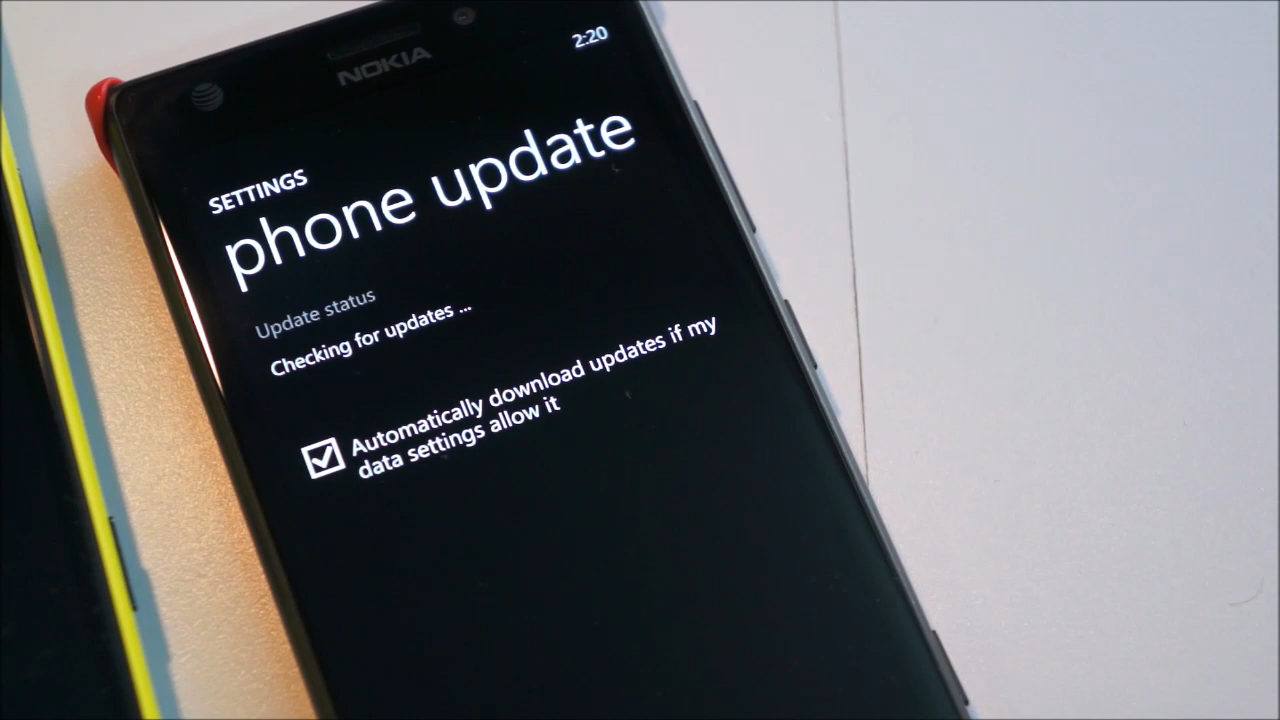 NOKIA
2:20
SETTINGS
phone update
Update status
Checking for updates ...
Automatically download updates if my
data settings allow it